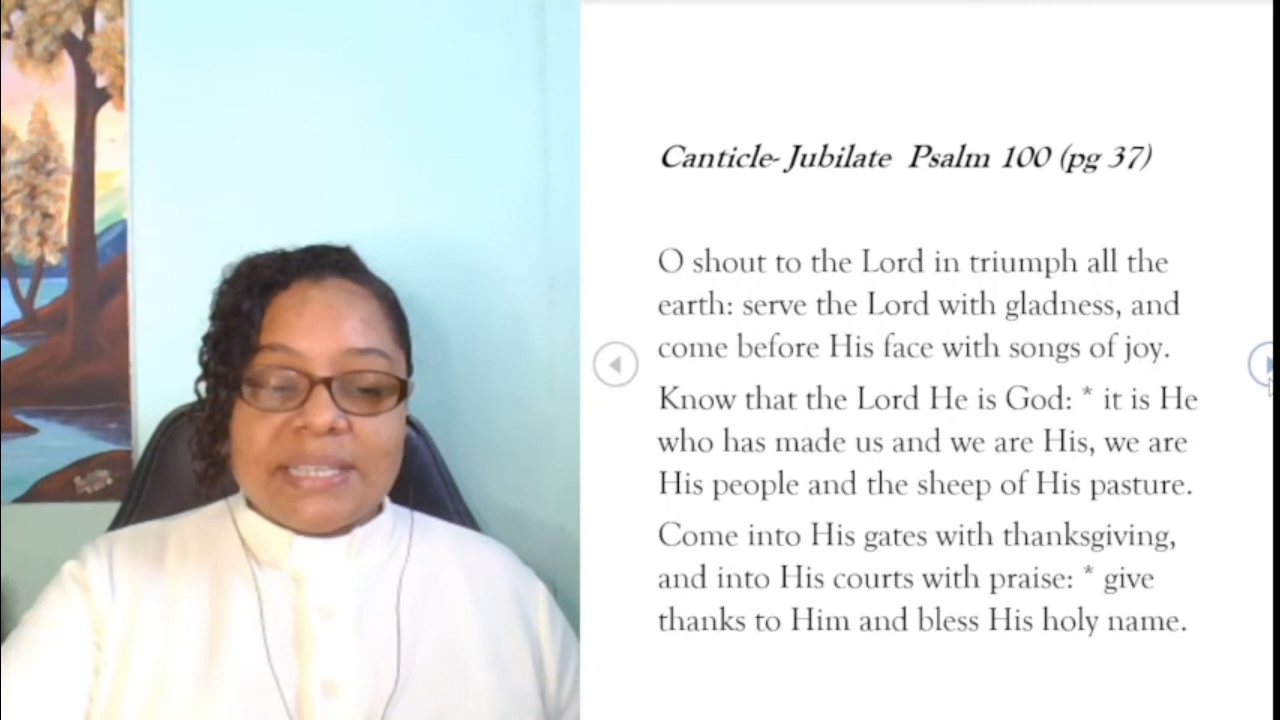 Canticle- Jubilate Psalm 100 (pg 37)
O shout to the Lord in triumph all the
earth: serve the Lord with gladness, and
come before His face with songs of joy.
Know that the Lord He is God: * it is He
who has made us and we are His, we are
His people and the sheep of His pasture.
Come into His gates with thanksgiving,
and into His courts with praise: * give
thanks to Him and bless His holy name.